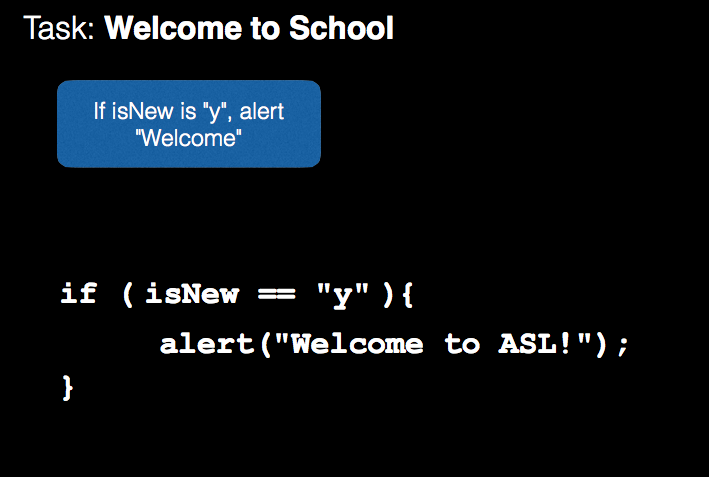 Task: Welcome to School
If isNew is "y", alert
"Welcome"
if (isNew == "y"){
alert("Welcome to ASL!");
}